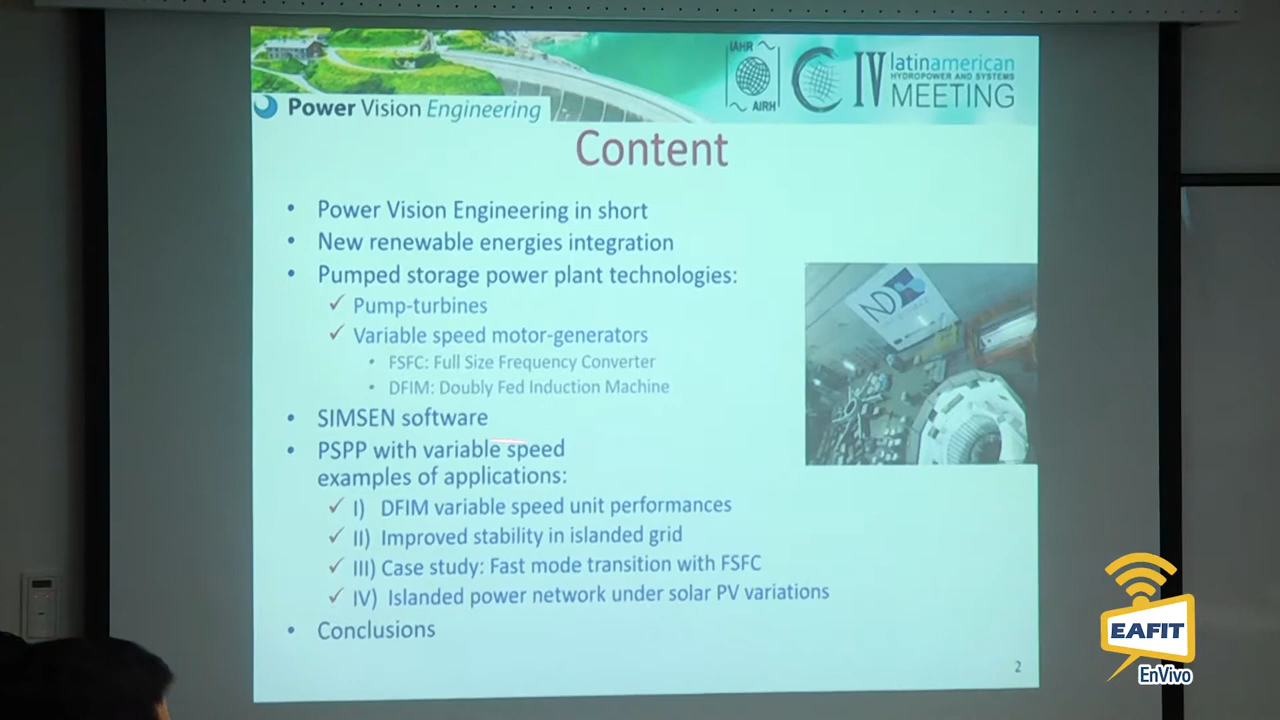 IAHR
AIRH
IV latinamerican
HYDROPOWER AND SYSTEMS
MEETING
Power Vision Engineering
Content
• Power Vision Engineering in short
• New renewable energies integration
• Pumped storage power plant technologies:
✓ Pump-turbines
✓ Variable speed motor-generators
• FSFC: Full Size Frequency Converter
• DFIM: Doubly Fed Induction Machine
• SIMSEN software
• PSPP with variable speed
examples of applications:
✓ I) DFIM variable speed unit performances
✓ II) Improved stability in islanded grid
✓ III) Case study: Fast mode transition with FSFC
✓ IV) Islanded power network under solar PV variations
• Conclusions
2
EAFIT
EnVivo